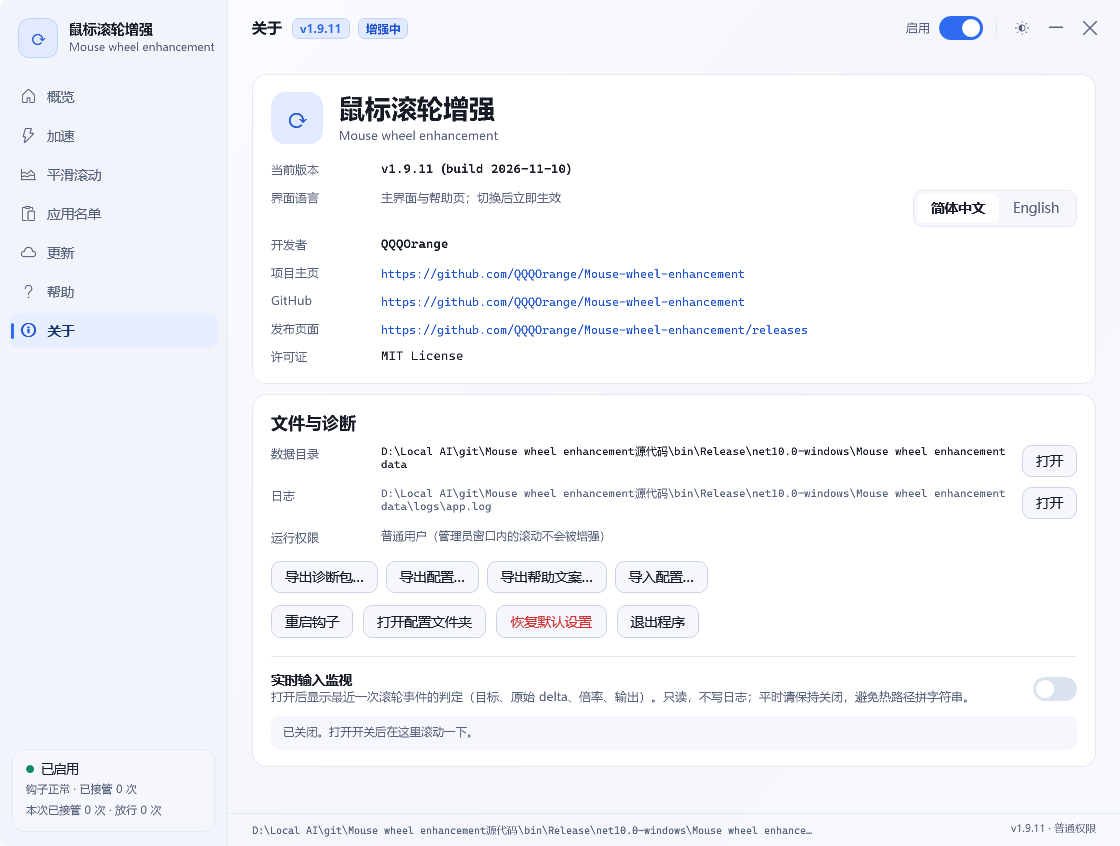 鼠标滚轮增强
Mouse wheel enhancement
概览
加速
平滑滚动
应用名单
更新
帮助
关于
已启用
钩子正常 · 已接管 0 次
本次已接管 0 次 · 放行 0 次
关于 v1.9.11 增强中
启用
鼠标滚轮增强
Mouse wheel enhancement
当前版本 v1.9.11 (build 2026-11-10)
界面语言 主界面与帮助页；切换后立即生效 简体中文 English
开发者 QQQOrange
项目主页 https://github.com/QQQOrange/Mouse-wheel-enhancement
GitHub https://github.com/QQQOrange/Mouse-wheel-enhancement
发布页面 https://github.com/QQQOrange/Mouse-wheel-enhancement/releases
许可证 MIT License
文件与诊断
数据目录 D:\Local AI\git\Mouse wheel enhancement源代码\bin\Release\net10.0-windows\Mouse wheel enhancement
data
打开
日志 D:\Local AI\git\Mouse wheel enhancement源代码\bin\Release\net10.0-windows\Mouse wheel enhancement
data\logs\app.log
打开
运行权限 普通用户（管理员窗口内的滚动不会被增强）
导出诊断包... 导出配置... 导出帮助文案... 导入配置...
重启钩子 打开配置文件夹 恢复默认设置 退出程序
实时输入监视
打开后显示最近一次滚轮事件的判定（目标、原始 delta、倍率、输出）。只读，不写日志；平时请保持关闭，避免热路径拼字符串。
已关闭。打开开关后在这里滚动一下。
D:\Local AI\git\Mouse wheel enhancement源代码\bin\Release\net10.0-windows\Mouse wheel enhance…
v1.9.11 · 普通权限